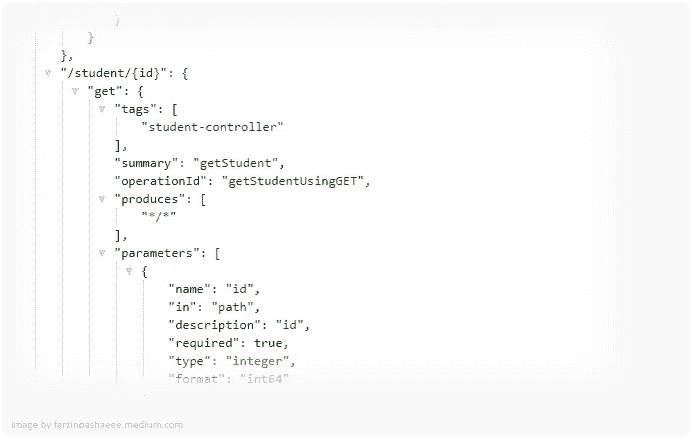 }
}
},
"/student/{id}": {
"get": {
"tags": [
"student-controller"
],
"summary": "getStudent",
"operationId": "getStudentUsingGET",
"produces": [
"*/*"
],
"parameters": [
{
"name": "id",
"in": "path",
"description": "id",
"required": true,
"type": "integer",
"format": "int64"
image by farzinpashaeee.medium.com